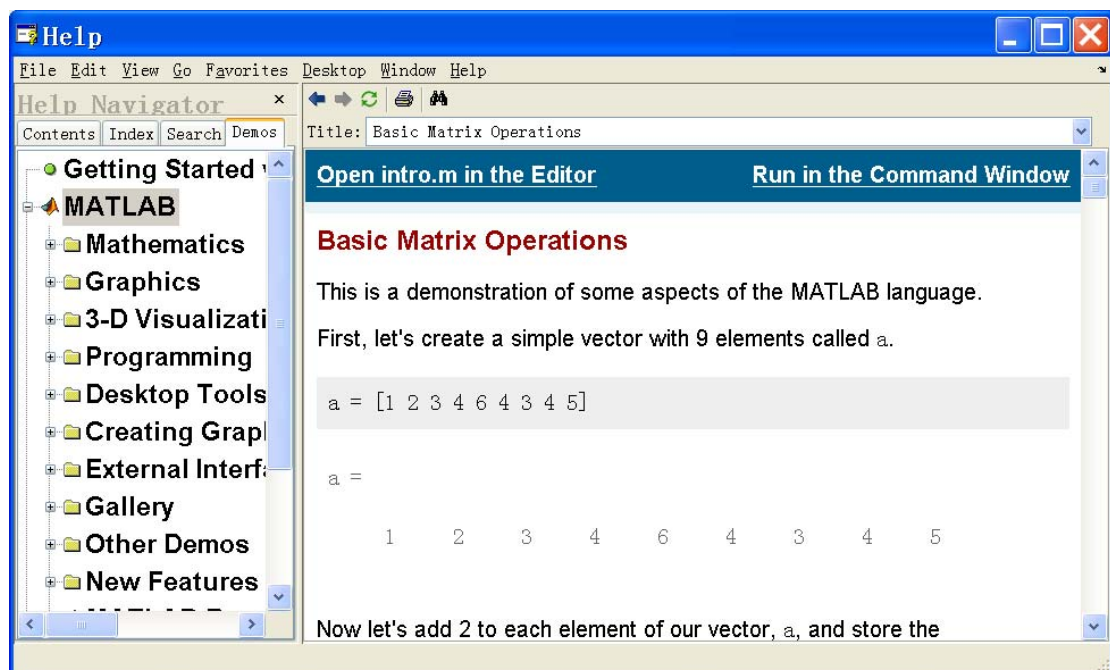 Help
File Edit View Go Favorites Desktop Window Help
Help Navigator
Contents Index Search Demos
Getting Started
MATLAB
Mathematics
Graphics
3-D Visualizati
Programming
Desktop Tools
Creating Grap
External Interf
Gallery
Other Demos
New Features
Title: Basic Matrix Operations
Open intro.m in the Editor Run in the Command Window
Basic Matrix Operations
This is a demonstration of some aspects of the MATLAB language.
First, let's create a simple vector with 9 elements called a.
a = [1 2 3 4 6 4 3 4 5]
a =
1 2 3 4 6 4 3 4 5
Now let's add 2 to each element of our vector, a, and store the